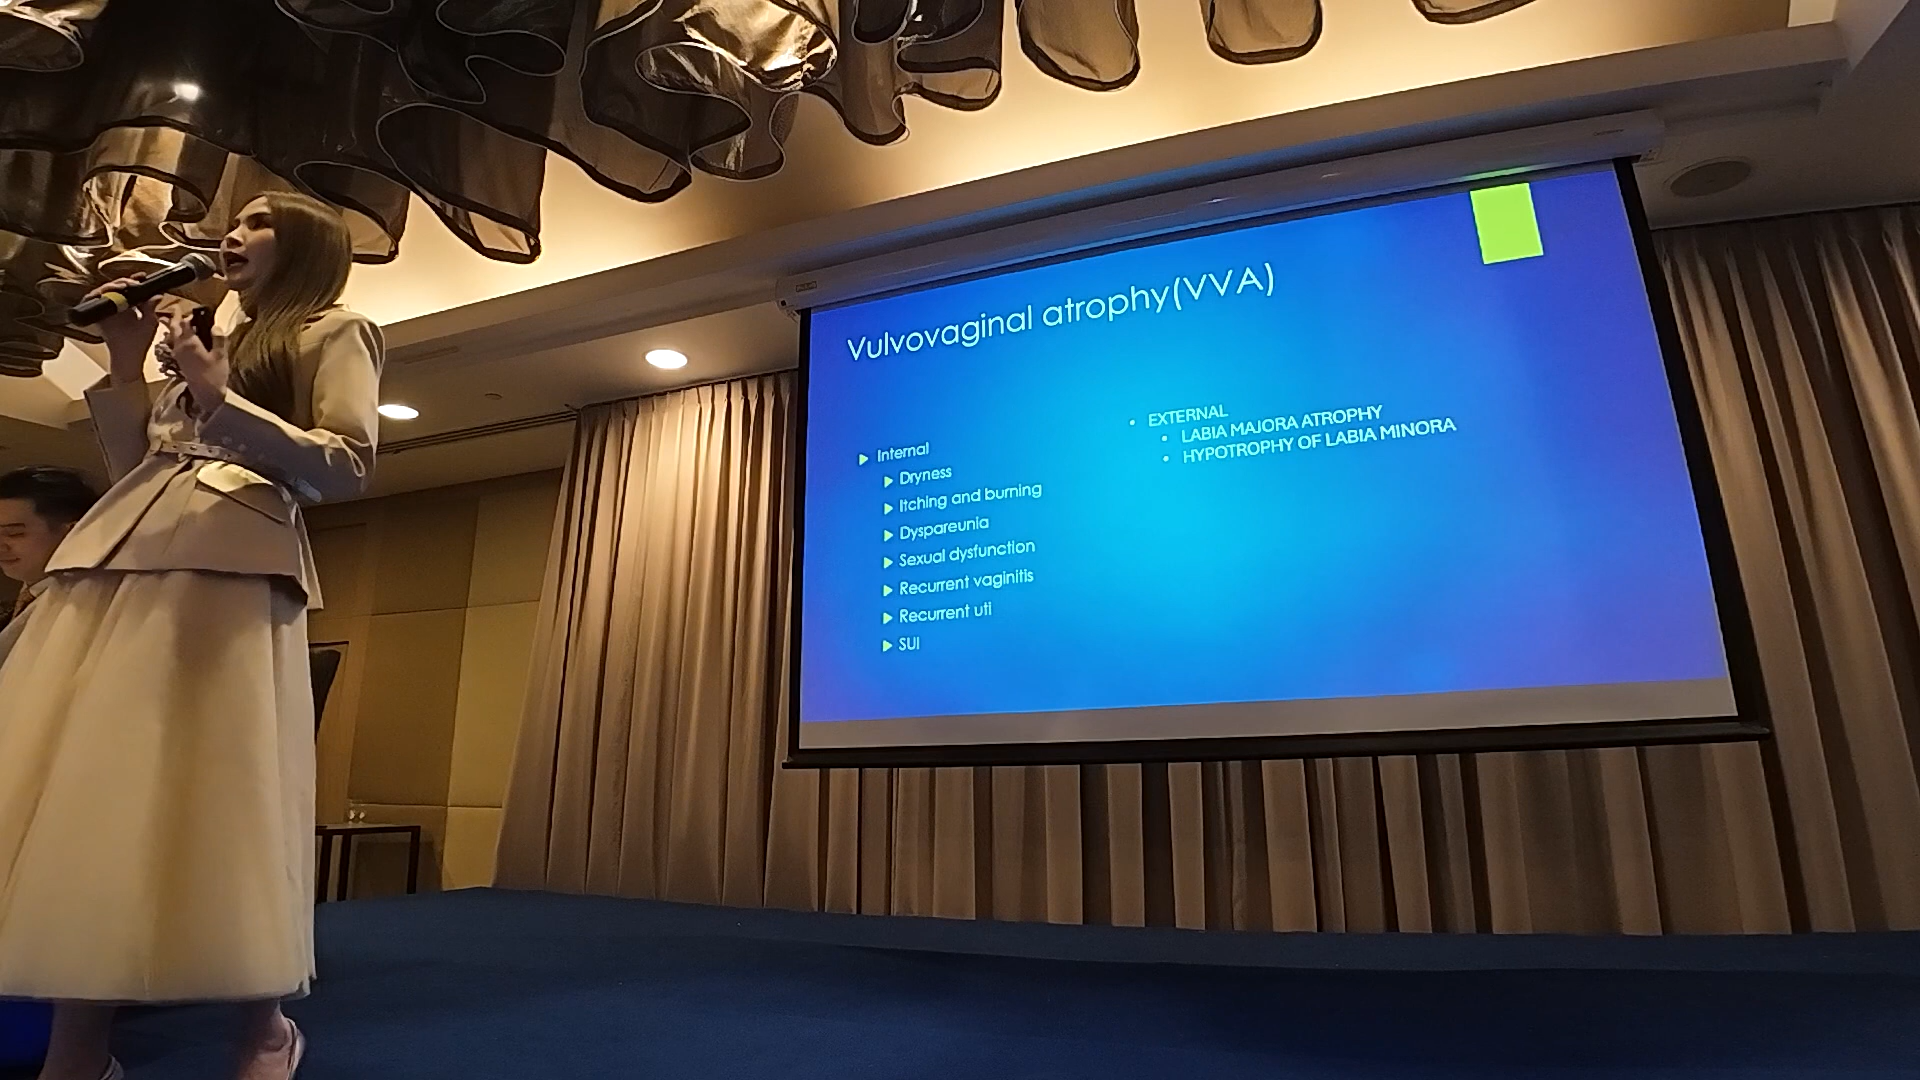 Vulvovaginal atrophy(VVA)
Internal
Dryness
Itching and burning
Dyspareunia
Sexual dysfunction
Recurrent vaginitis
Recurrent uti
SUI
EXTERNAL
LABIA MAJORA ATROPHY
HYPOTROPHY OF LABIA MINORA